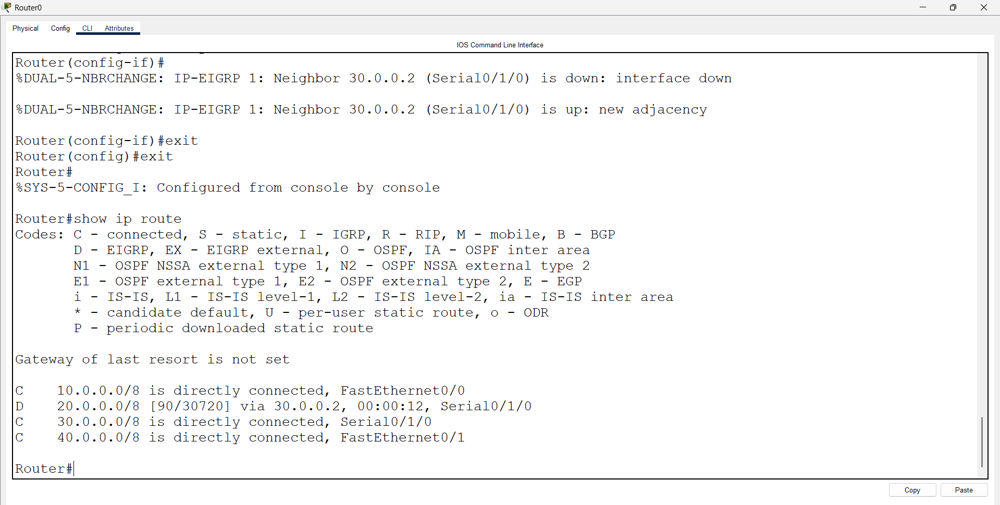 Router0
Physical Config CLI Attributes
IOS Command Line Interface
Router(config-if)#
%DUAL-5-NBRCHANGE: IP-EIGRP 1: Neighbor 30.0.0.2 (Serial0/1/0) is down: interface down
%DUAL-5-NBRCHANGE: IP-EIGRP 1: Neighbor 30.0.0.2 (Serial0/1/0) is up: new adjacency
Router(config-if)#exit
Router(config)#exit
Router#
%SYS-5-CONFIG_I: Configured from console by console
Router#show ip route
Codes: C - connected, S - static, I - IGRP, R - RIP, M - mobile, B - BGP
D - EIGRP, EX - EIGRP external, O - OSPF, IA - OSPF inter area
N1 - OSPF NSSA external type 1, N2 - OSPF NSSA external type 2
E1 - OSPF external type 1, E2 - OSPF external type 2, E - EGP
i - IS-IS, L1 - IS-IS level-1, L2 - IS-IS level-2, ia - IS-IS inter area
* - candidate default, U - per-user static route, o - ODR
P - periodic downloaded static route
Gateway of last resort is not set
C 10.0.0.0/8 is directly connected, FastEthernet0/0
D 20.0.0.0/8 [90/30720] via 30.0.0.2, 00:00:12, Serial0/1/0
C 30.0.0.0/8 is directly connected, Serial0/1/0
C 40.0.0.0/8 is directly connected, FastEthernet0/1
Router#
Copy Paste